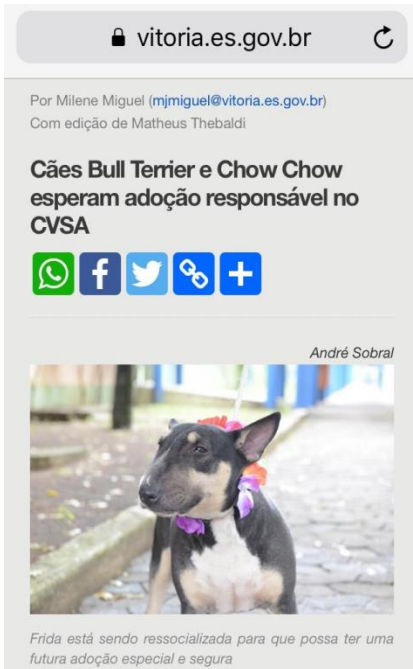 vitoria.es.gov.br
Por Milene Miguel (mjmiguel@vitoria.es.gov.br)
Com edição de Matheus Thebaldi
Cães Bull Terrier e Chow Chow
esperam adoção responsável no
CVSA
André Sobral
Frida está sendo ressocializada para que possa ter uma
futura adoção especial e segura